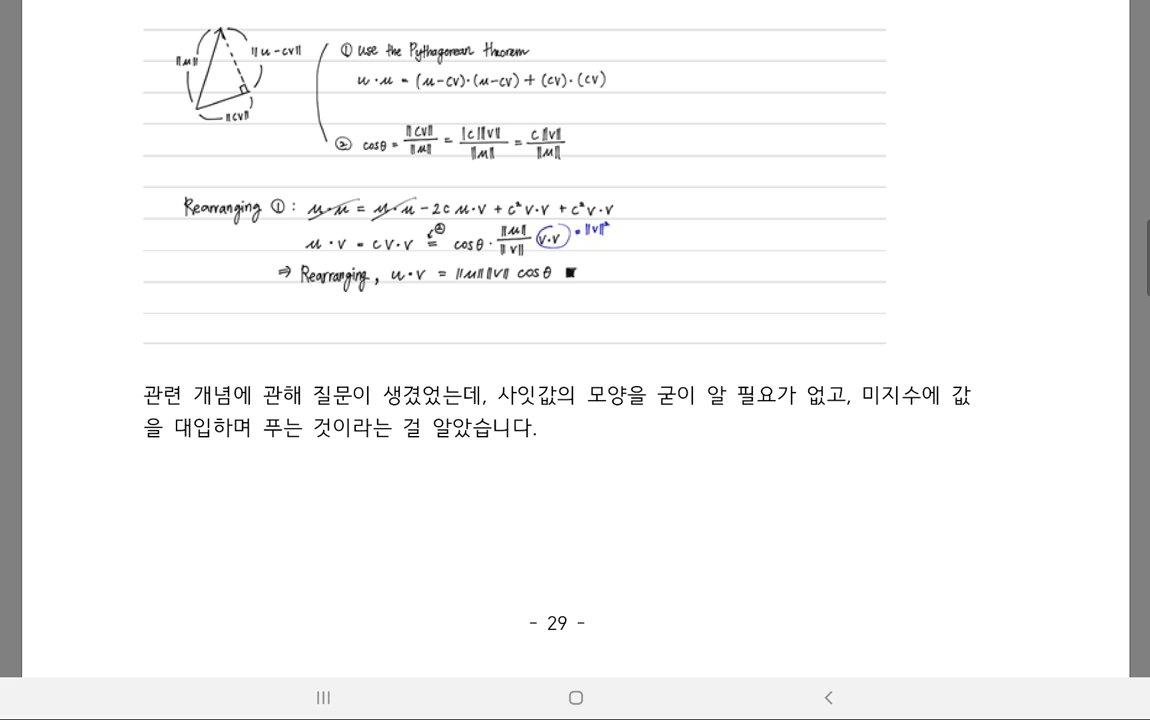 ‖u‖
‖u-cv‖
‖cv‖
① use the Pythagorean theorem
u·u = (u-cv)·(u-cv) + (cv)·(cv)
② cosθ = ‖cv‖/‖u‖ = |c|‖v‖/‖u‖ = c‖v‖/‖u‖
Rearranging ① : u·u = u·u - 2c u·v + c²v·v + c²v·v
u·v = cv·v =② cosθ · ‖u‖/‖v‖ v·v = ‖v‖²
⇒ Rearranging, u·v = ‖u‖‖v‖ cosθ ■
관련 개념에 관해 질문이 생겼었는데, 사잇값의 모양을 굳이 알 필요가 없고, 미지수에 값
을 대입하며 푸는 것이라는 걸 알았습니다.
- 29 -